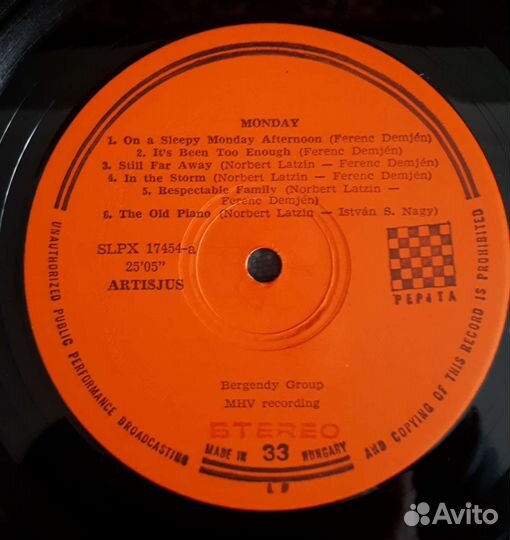 MONDAY
1. On a Sleepy Monday Afternoon (Ferenc Demjén)
2. It's Been Too Enough (Ferenc Demjén)
3. Still Far Away (Norbert Latzin — Ferenc Demjén)
4. In the Storm (Norbert Latzin — Ferenc Demjén)
5. Respectable Family (Norbert Latzin —
Ferenc Demjén)
6. The Old Piano (Norbert Latzin — István S. Nagy)
SLPX 17454-a
25'05"
ARTISJUS
PEPITA
Bergendy Group
MHV recording
STEREO
MADE IN 33 HUNGARY
LP
UNAUTHORIZED PUBLIC PERFORMANCE BROADCASTING AND COPYING OF THIS RECORD IS PROHIBITED
Avito